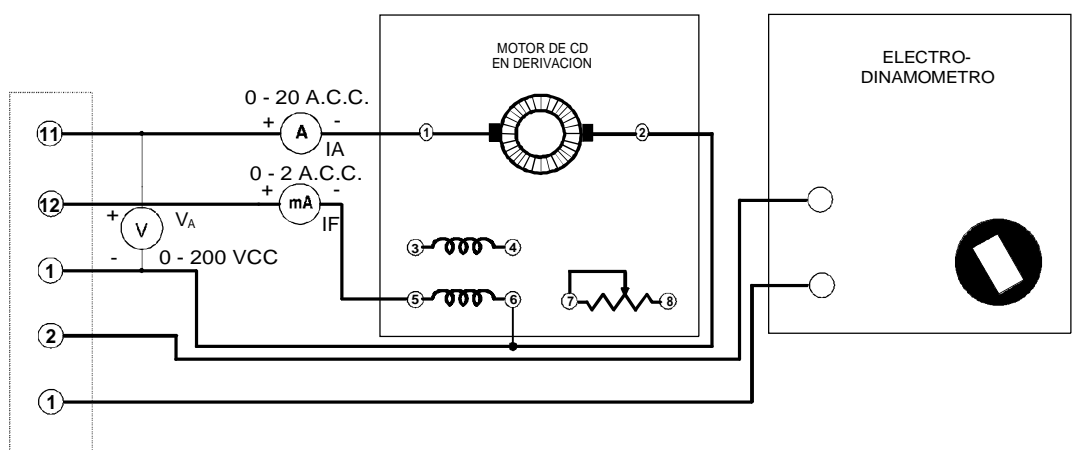 MOTOR DE CD
EN DERIVACION
ELECTRO-
DINAMOMETRO
0 - 20 A.C.C.
11
+
A
-
IA
1
2
0 - 2 A.C.C.
12
+
mA
-
IF
+
V
-
VA
0 - 200 VCC
3
4
1
5
6
7
8
2
1